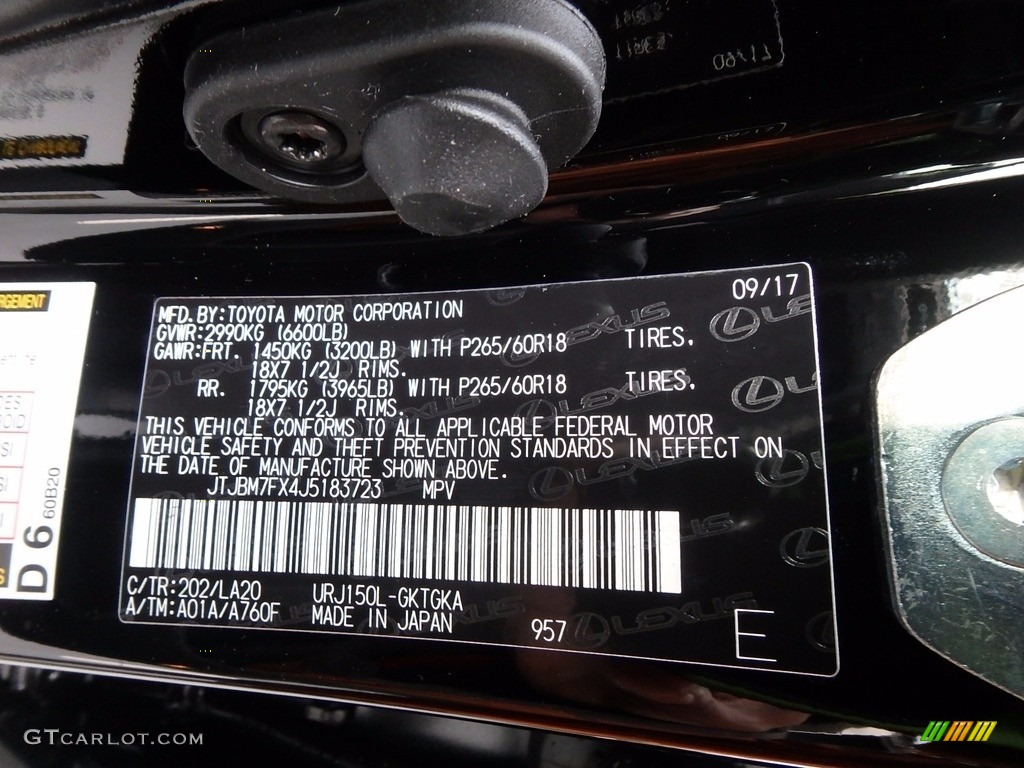 09/17
MFD. BY:TOYOTA MOTOR CORPORATION
GVWR:2990KG (6600LB)
GAWR:FRT. 1450KG (3200LB) WITH P265/60R18 TIRES.
18X7 1/2J RIMS.
RR. 1795KG (3965LB) WITH P265/60R18 TIRES.
18X7 1/2J RIMS.
THIS VEHICLE CONFORMS TO ALL APPLICABLE FEDERAL MOTOR
VEHICLE SAFETY AND THEFT PREVENTION STANDARDS IN EFFECT ON
THE DATE OF MANUFACTURE SHOWN ABOVE.
JTJBM7FX4J5183723 MPV
C/TR:202/LA20 URJ150L-GKTGKA
A/TM:A01A/A760F MADE IN JAPAN 957 E
LEXUS
D6
60B20
GTcarlot.com